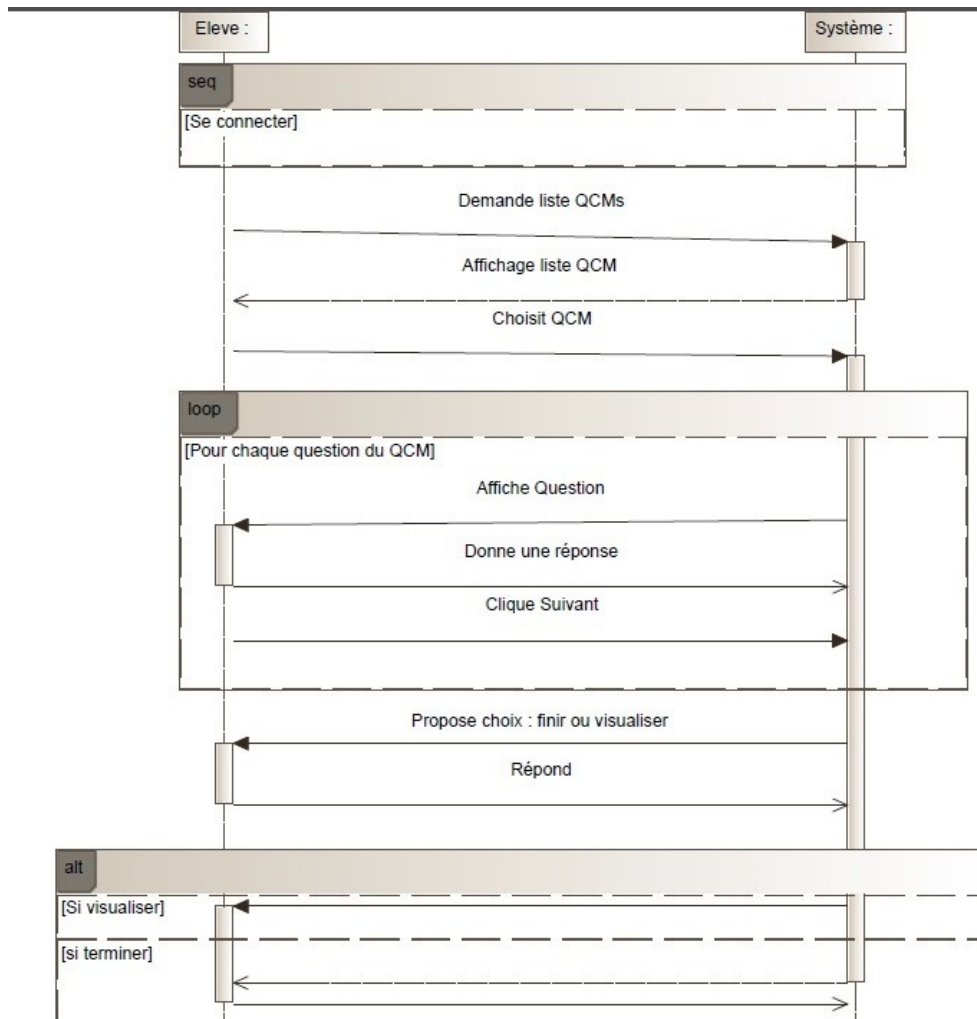 Eleve :
Système :
seq
[Se connecter]
Demande liste QCMs
Affichage liste QCM
Choisit QCM
loop
[Pour chaque question du QCM]
Affiche Question
Donne une réponse
Clique Suivant
Propose choix : finir ou visualiser
Répond
alt
[Si visualiser]
[si terminer]